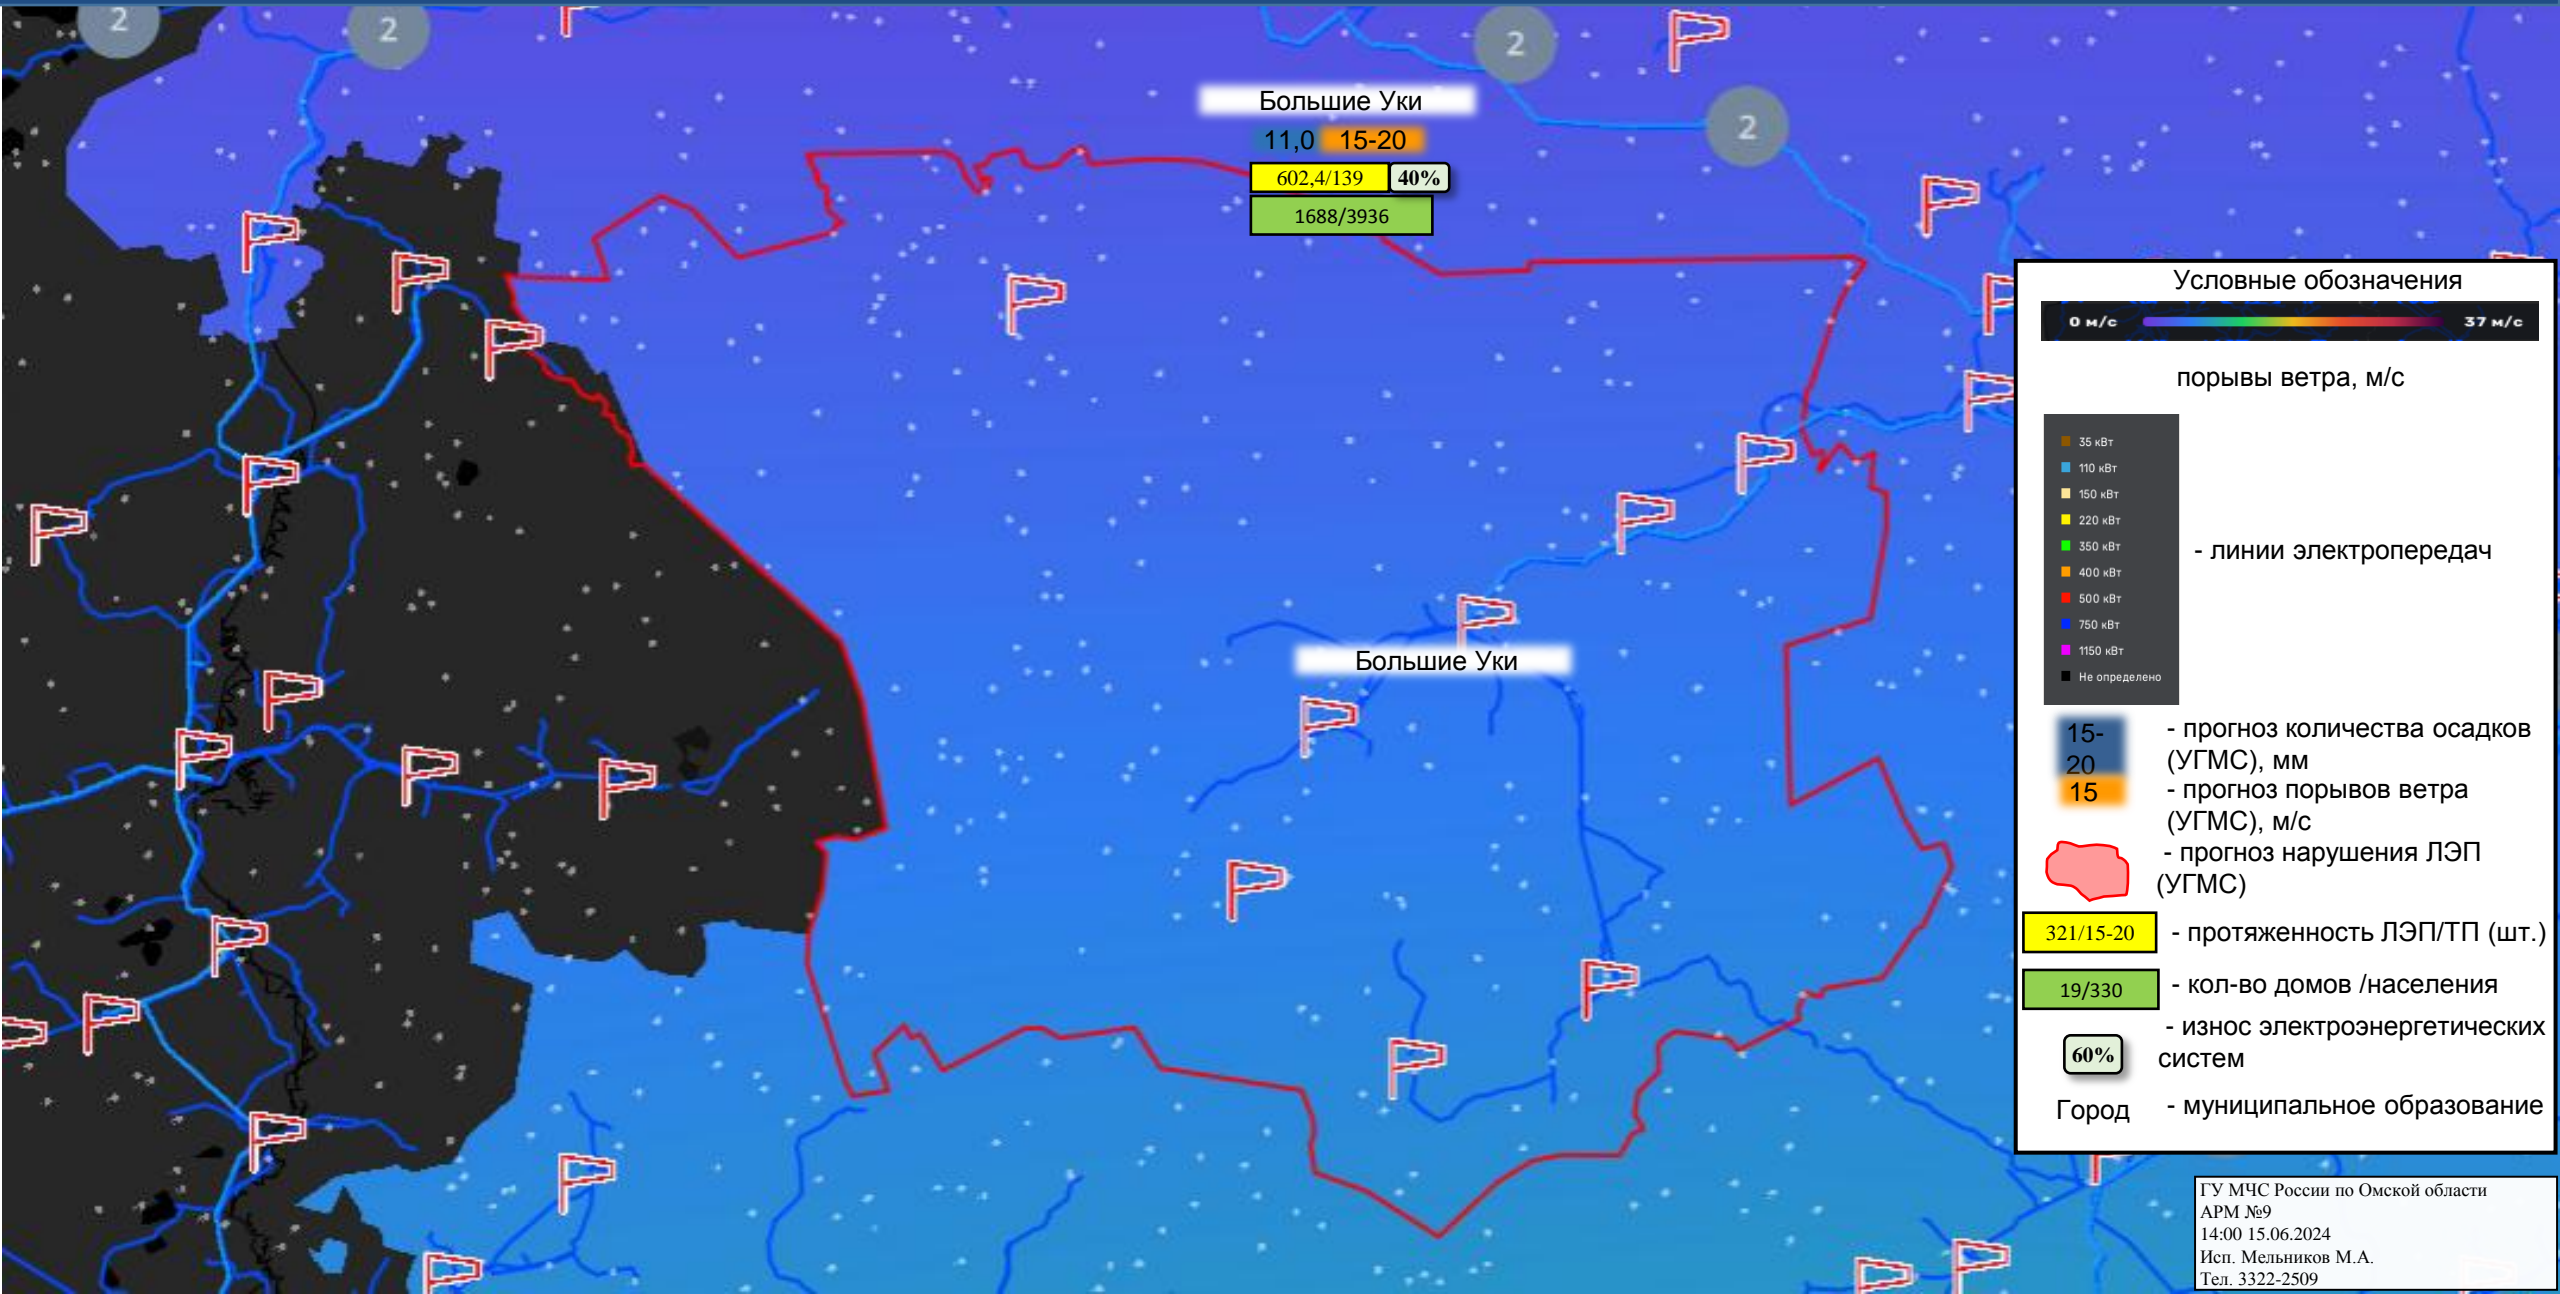 2
2
2
2
Большие Уки
11,0 15-20
602,4/139 40%
1688/3936
Большие Уки
Условные обозначения
0 м/с 37 м/с
порывы ветра, м/с
35 кВт
110 кВт
150 кВт
220 кВт
350 кВт
400 кВт
500 кВт
750 кВт
1150 кВт
Не определено
- линии электропередач
15-
20
- прогноз количества осадков
(УГМС), мм
15
- прогноз порывов ветра
(УГМС), м/с
- прогноз нарушения ЛЭП
(УГМС)
321/15-20 - протяженность ЛЭП/ТП (шт.)
19/330 - кол-во домов /населения
60%
- износ электроэнергетических
систем
Город - муниципальное образование
ГУ МЧС России по Омской области
АРМ №9
14:00 15.06.2024
Исп. Мельников М.А.
Тел. 3322-2509